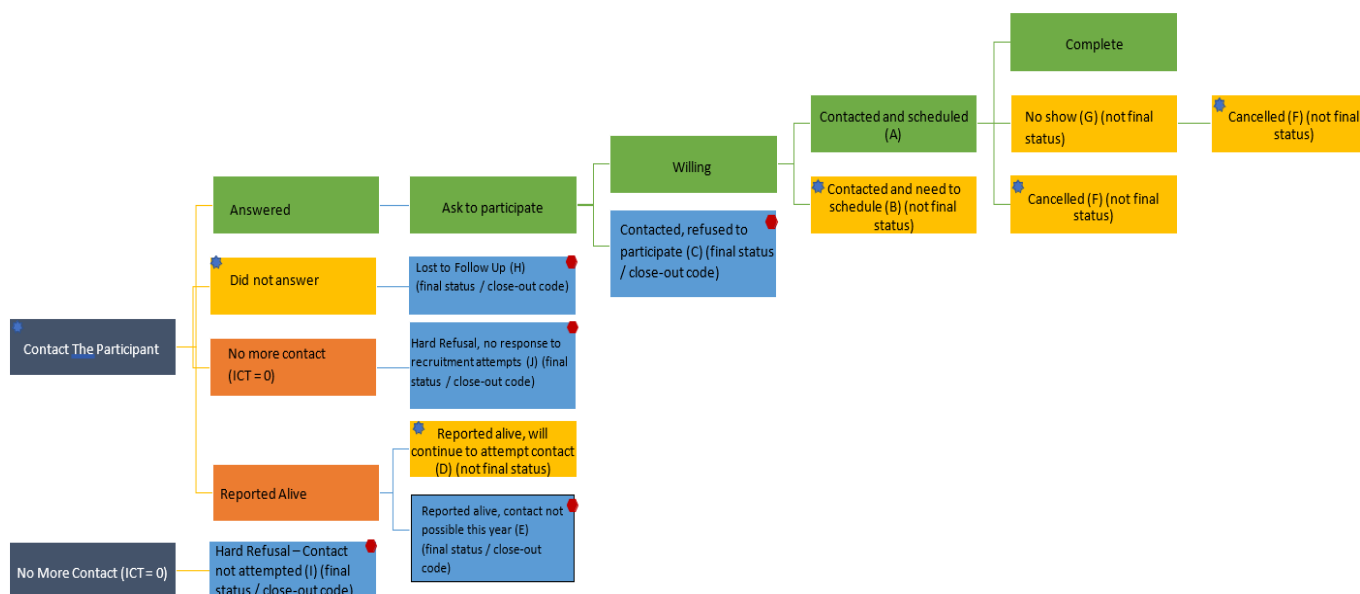 Complete
Contacted and scheduled
(A)
No show (G) (not final
status)
Cancelled (F) (not final
status)
Willing
Contacted and need to
schedule (B) (not final
status)
Cancelled (F) (not final
status)
Answered
Ask to participate
Contacted, refused to
participate (C) (final status
/ close-out code)
Did not answer
Lost to Follow Up (H)
(final status / close-out code)
Contact The Participant
No more contact
(ICT = 0)
Hard Refusal, no response to
recruitment attempts (J) (final
status / close-out code)
Reported Alive
Reported alive, will
continue to attempt contact
(D) (not final status)
Reported alive, contact not
possible this year (E)
(final status / close-out
code)
No More Contact (ICT = 0)
Hard Refusal – Contact
not attempted (I) (final
status / close-out code)